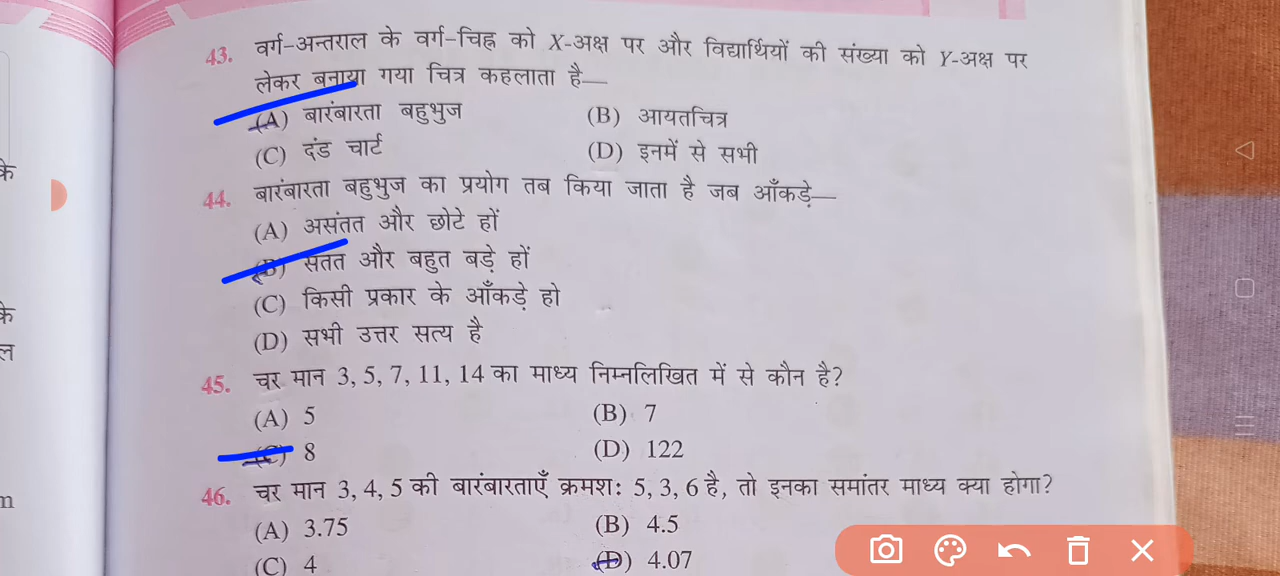 43. वर्ग-अन्तराल के वर्ग-चिह्न को X-अक्ष पर और विद्यार्थियों की संख्या को Y-अक्ष पर
लेकर बनाया गया चित्र कहलाता है—
(A) बारंबारता बहुभुज (B) आयतचित्र
(C) दंड चार्ट (D) इनमें से सभी
44. बारंबारता बहुभुज का प्रयोग तब किया जाता है जब आँकड़े—
(A) असंतत और छोटे हों
(B) सतत और बहुत बड़े हों
(C) किसी प्रकार के आँकड़े हो
(D) सभी उत्तर सत्य है
45. चर मान 3, 5, 7, 11, 14 का माध्य निम्नलिखित में से कौन है?
(A) 5 (B) 7
(C) 8 (D) 122
46. चर मान 3, 4, 5 की बारंबारताएँ क्रमशः 5, 3, 6 है, तो इनका समांतर माध्य क्या होगा?
(A) 3.75 (B) 4.5
(C) 4 (D) 4.07